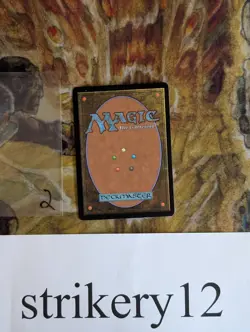 MAGIC
The Gathering
DECKMASTER
2
strikery12